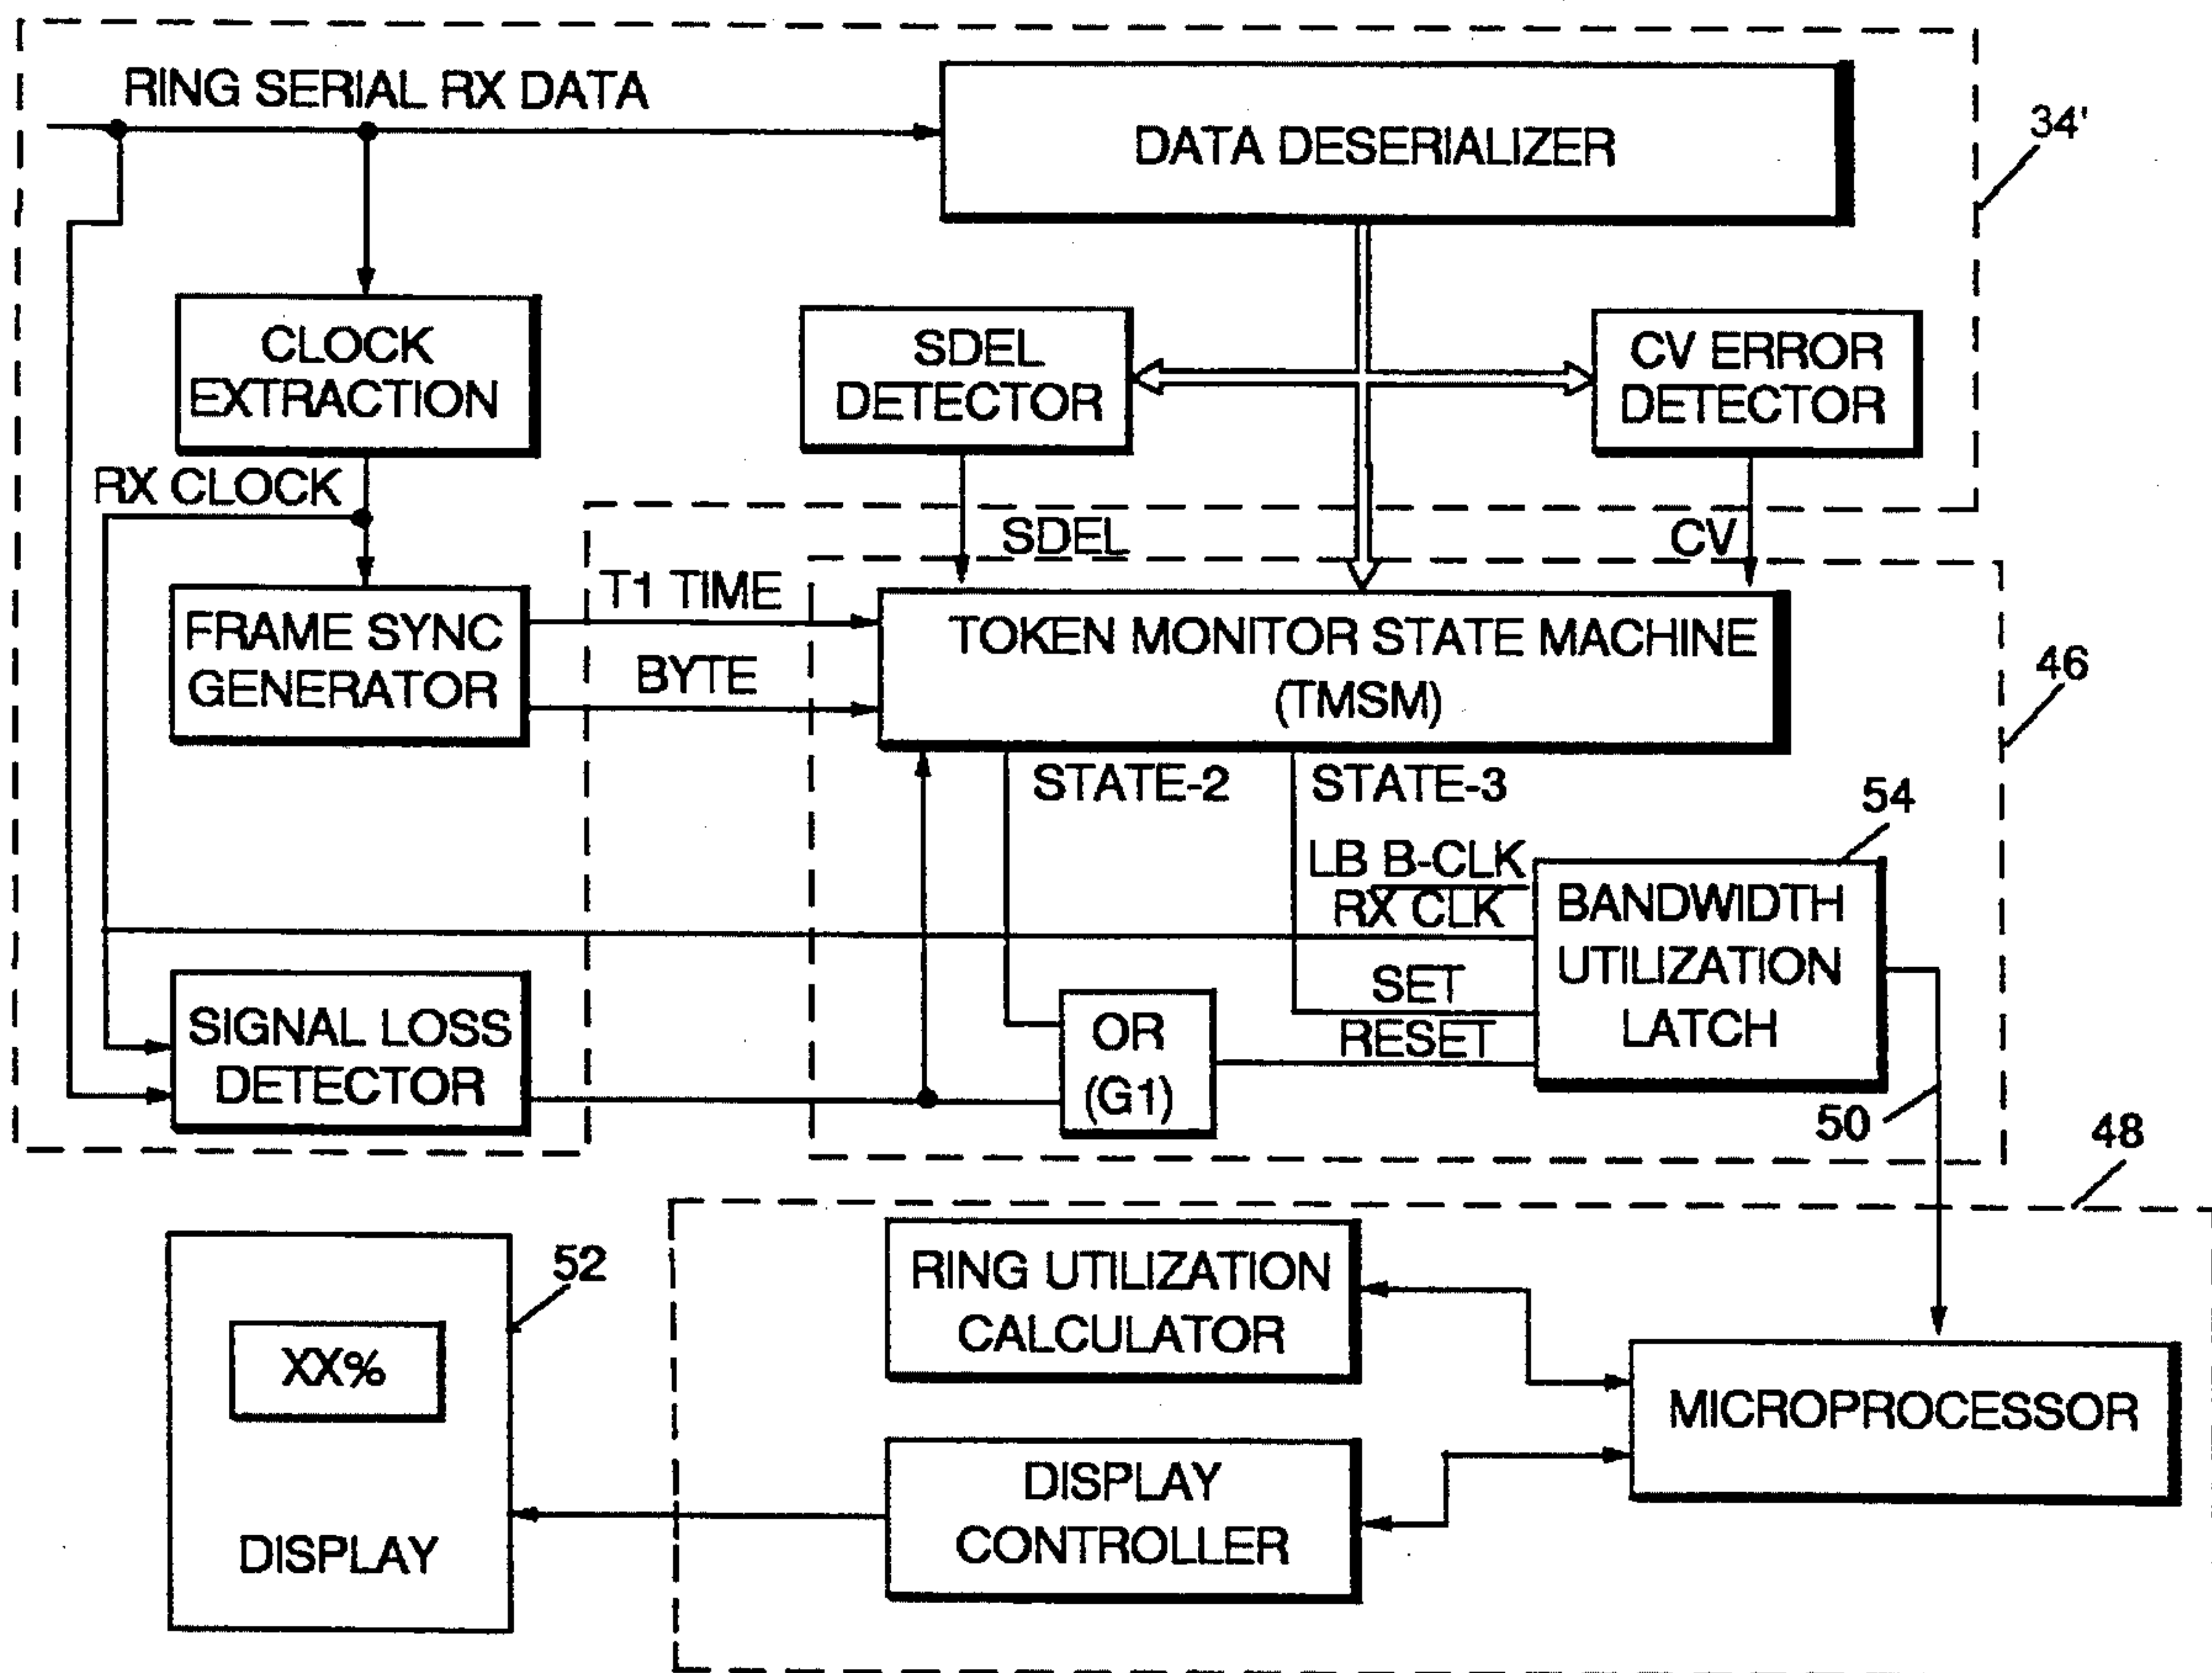 RING SERIAL RX DATA
DATA DESERIALIZER
34'
CLOCK
EXTRACTION
SDEL
DETECTOR
CV ERROR
DETECTOR
RX CLOCK
SDEL
CV
T1 TIME
FRAME SYNC
GENERATOR
BYTE
TOKEN MONITOR STATE MACHINE
(TMSM)
46
STATE-2
STATE-3
54
LB B-CLK
RX CLK
BANDWIDTH
UTILIZATION
LATCH
SET
RESET
SIGNAL LOSS
DETECTOR
OR
(G1)
50
48
52
XX%
DISPLAY
RING UTILIZATION
CALCULATOR
MICROPROCESSOR
DISPLAY
CONTROLLER